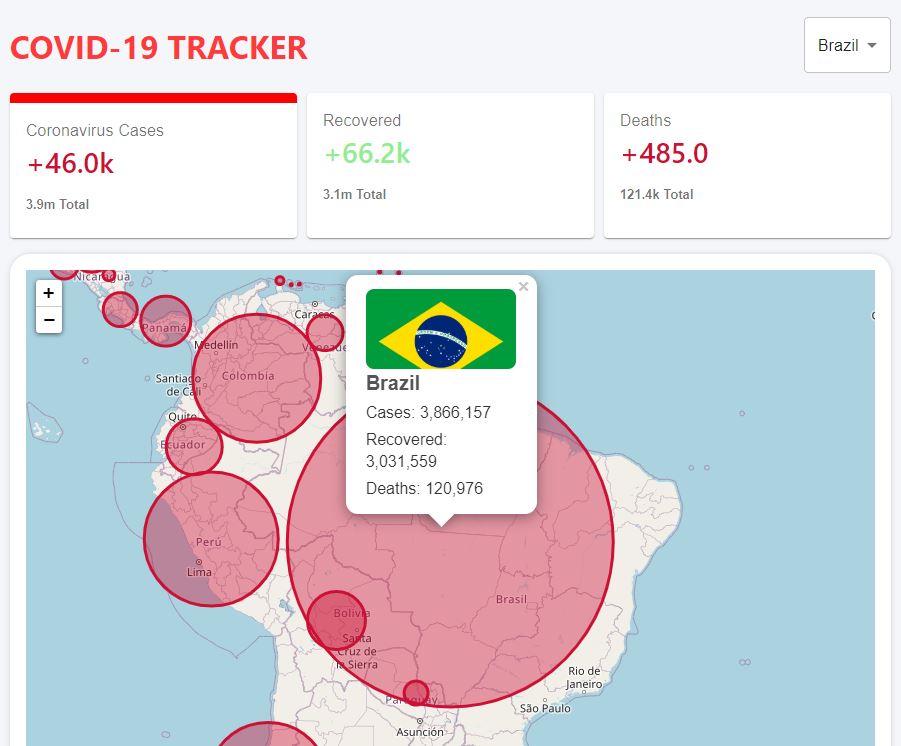 COVID-19 TRACKER
Brazil
Coronavirus Cases
+46.0k
3.9m Total
Recovered
+66.2k
3.1m Total
Deaths
+485.0
121.4k Total
+
−
×
Brazil
Cases: 3,866,157
Recovered:
3,031,559
Deaths: 120,976
Nicaragua
Panamá
Caracas
Medellín
Colombia
Santiago
de Cali
Quito
Ecuador
Perú
Lima
Brasil
Bolivia
Santa
Cruz de
la Sierra
Paraguay
Asunción
Rio de
Janeiro
São Paulo